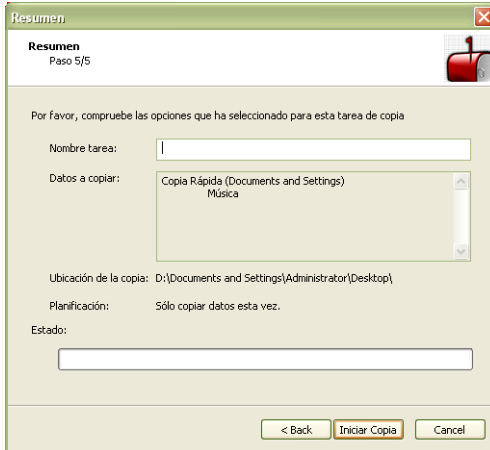 Resumen
Resumen
Paso 5/5
Por favor, compruebe las opciones que ha seleccionado para esta tarea de copia
Nombre tarea:
Datos a copiar:
Copia Rápida (Documents and Settings)
Música
Ubicación de la copia: D:\Documents and Settings\Administrator\Desktop\
Planificación: Sólo copiar datos esta vez.
Estado:
< Back Iniciar Copia Cancel